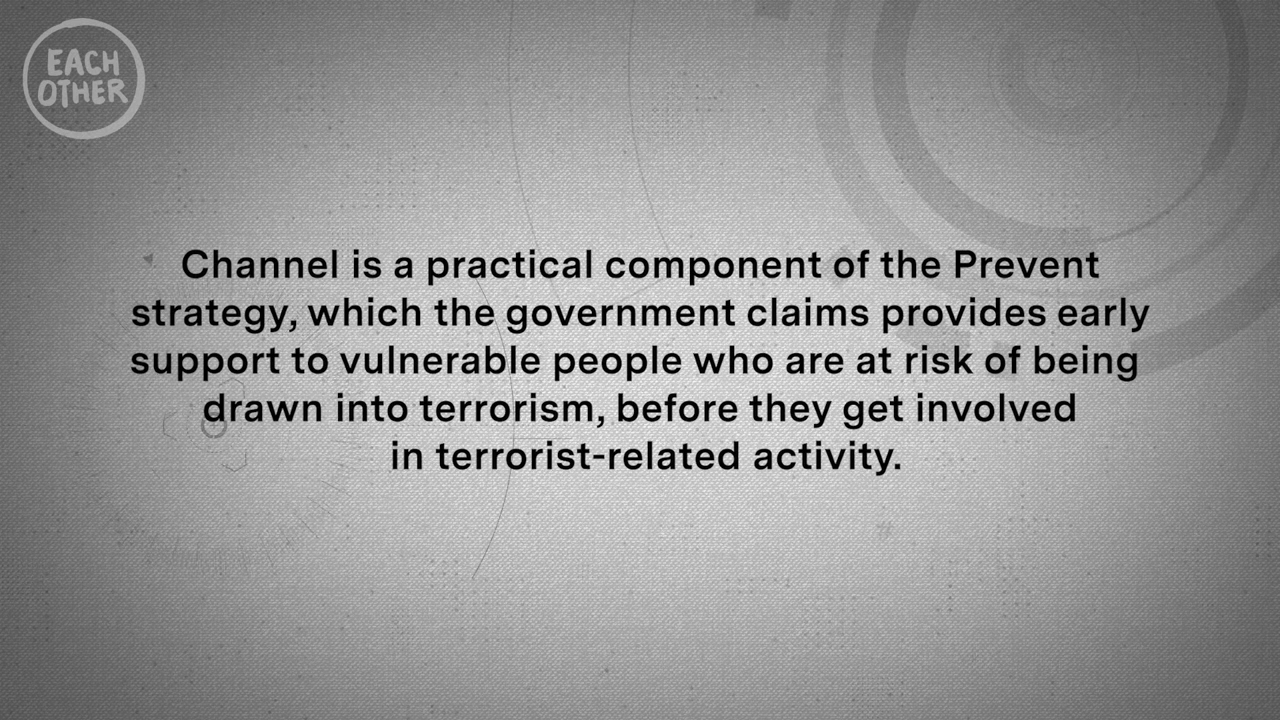 EACH
OTHER
Channel is a practical component of the Prevent
strategy, which the government claims provides early
support to vulnerable people who are at risk of being
drawn into terrorism, before they get involved
in terrorist-related activity.